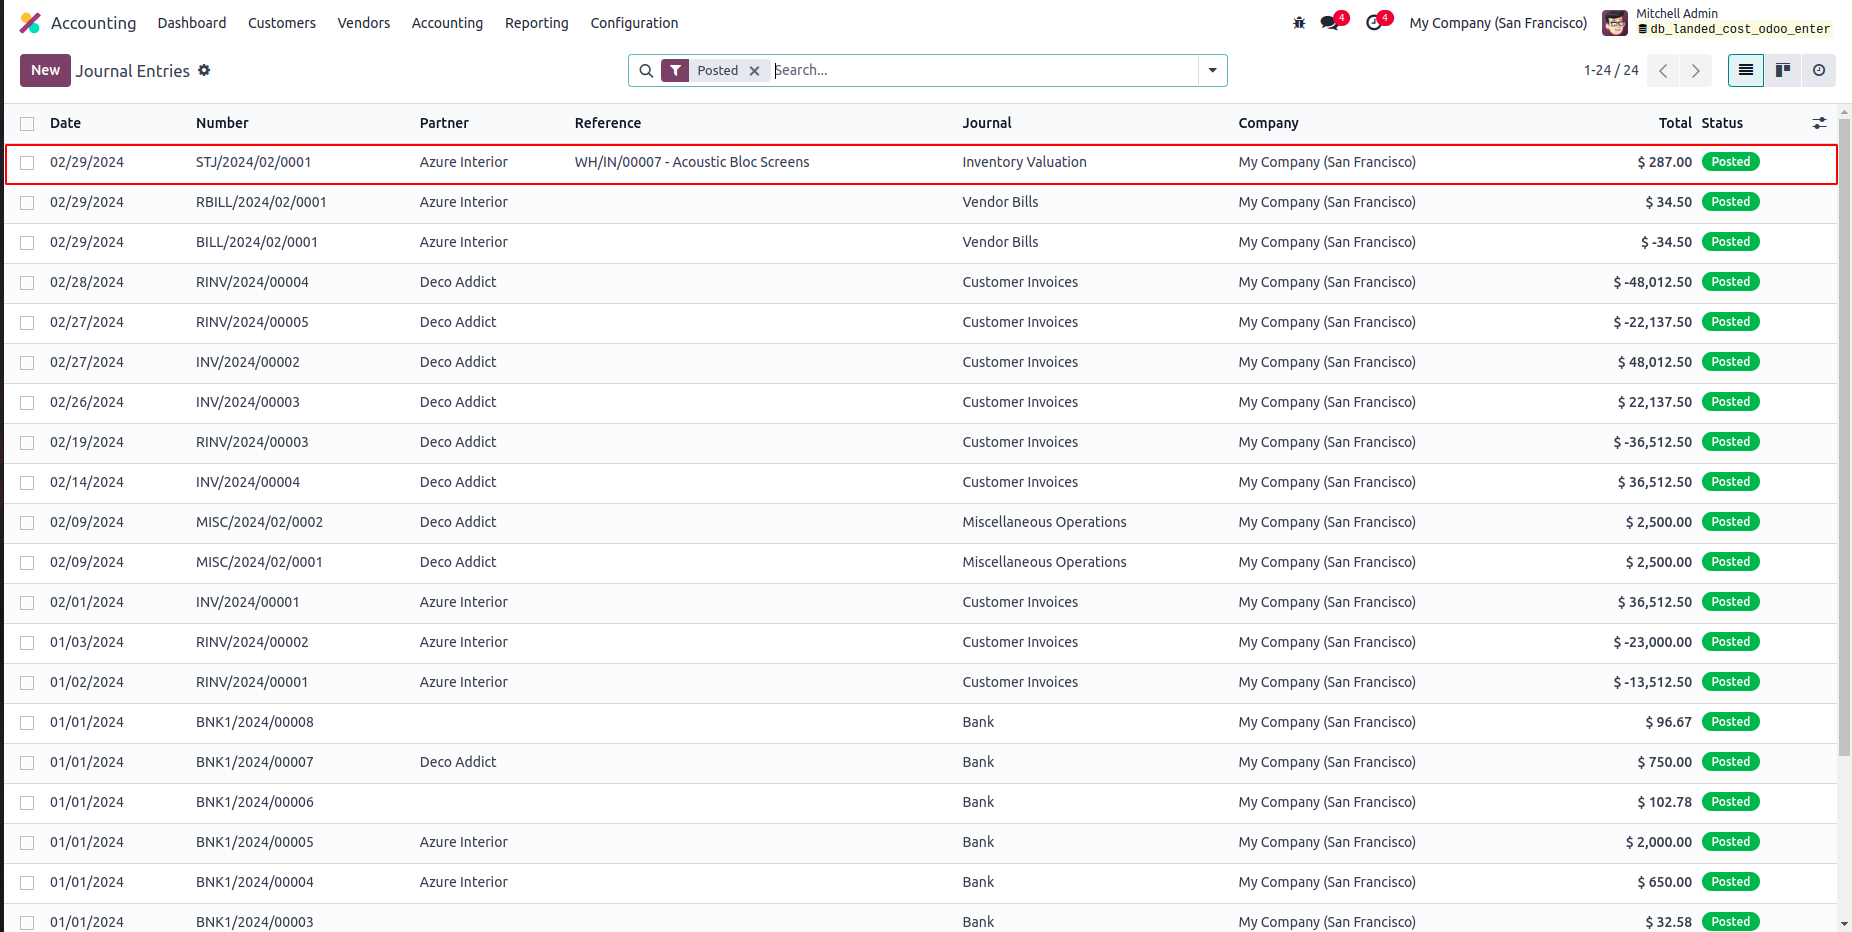 Accounting Dashboard Customers Vendors Accounting Reporting Configuration 4 4 My Company (San Francisco) Mitchell Admin
db_landed_cost_odoo_enter
New Journal Entries Posted Search... 1-24 / 24
Date Number Partner Reference Journal Company Total Status
02/29/2024 STJ/2024/02/0001 Azure Interior WH/IN/00007 - Acoustic Bloc Screens Inventory Valuation My Company (San Francisco) $ 287.00 Posted
02/29/2024 RBILL/2024/02/0001 Azure Interior Vendor Bills My Company (San Francisco) $ 34.50 Posted
02/29/2024 BILL/2024/02/0001 Azure Interior Vendor Bills My Company (San Francisco) $ -34.50 Posted
02/28/2024 RINV/2024/00004 Deco Addict Customer Invoices My Company (San Francisco) $ -48,012.50 Posted
02/27/2024 RINV/2024/00005 Deco Addict Customer Invoices My Company (San Francisco) $ -22,137.50 Posted
02/27/2024 INV/2024/00002 Deco Addict Customer Invoices My Company (San Francisco) $ 48,012.50 Posted
02/26/2024 INV/2024/00003 Deco Addict Customer Invoices My Company (San Francisco) $ 22,137.50 Posted
02/19/2024 RINV/2024/00003 Deco Addict Customer Invoices My Company (San Francisco) $ -36,512.50 Posted
02/14/2024 INV/2024/00004 Deco Addict Customer Invoices My Company (San Francisco) $ 36,512.50 Posted
02/09/2024 MISC/2024/02/0002 Deco Addict Miscellaneous Operations My Company (San Francisco) $ 2,500.00 Posted
02/09/2024 MISC/2024/02/0001 Deco Addict Miscellaneous Operations My Company (San Francisco) $ 2,500.00 Posted
02/01/2024 INV/2024/00001 Azure Interior Customer Invoices My Company (San Francisco) $ 36,512.50 Posted
01/03/2024 RINV/2024/00002 Azure Interior Customer Invoices My Company (San Francisco) $ -23,000.00 Posted
01/02/2024 RINV/2024/00001 Azure Interior Customer Invoices My Company (San Francisco) $ -13,512.50 Posted
01/01/2024 BNK1/2024/00008 Bank My Company (San Francisco) $ 96.67 Posted
01/01/2024 BNK1/2024/00007 Deco Addict Bank My Company (San Francisco) $ 750.00 Posted
01/01/2024 BNK1/2024/00006 Bank My Company (San Francisco) $ 102.78 Posted
01/01/2024 BNK1/2024/00005 Azure Interior Bank My Company (San Francisco) $ 2,000.00 Posted
01/01/2024 BNK1/2024/00004 Azure Interior Bank My Company (San Francisco) $ 650.00 Posted
01/01/2024 BNK1/2024/00003 Bank My Company (San Francisco) $ 32.58 Posted